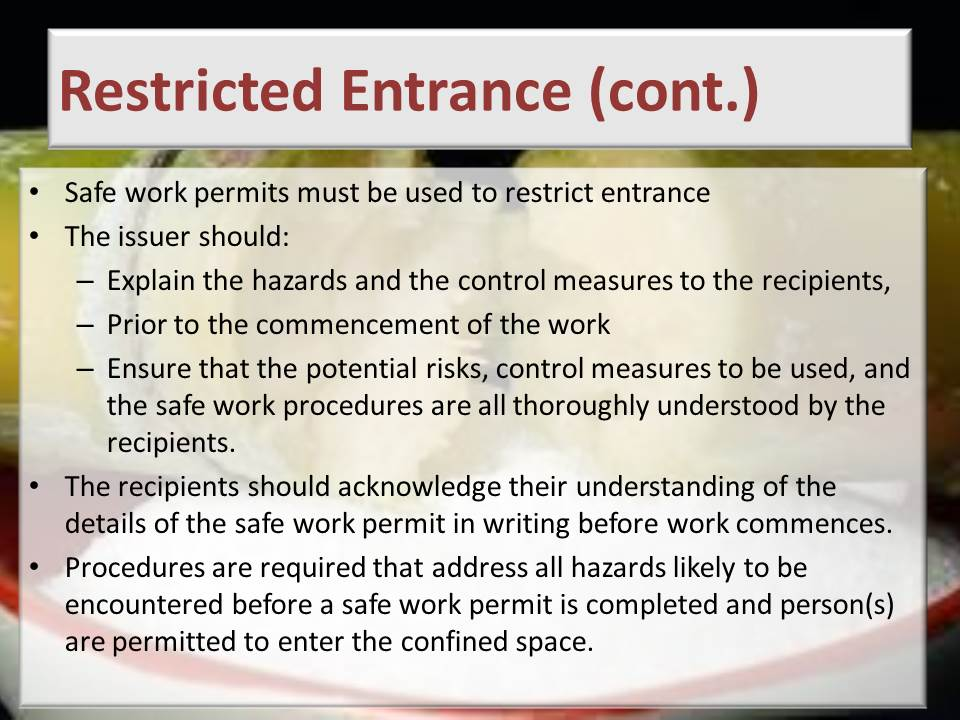 Restricted Entrance (cont.)
• Safe work permits must be used to restrict entrance
• The issuer should:
– Explain the hazards and the control measures to the recipients,
– Prior to the commencement of the work
– Ensure that the potential risks, control measures to be used, and
the safe work procedures are all thoroughly understood by the
recipients.
• The recipients should acknowledge their understanding of the
details of the safe work permit in writing before work commences.
• Procedures are required that address all hazards likely to be
encountered before a safe work permit is completed and person(s)
are permitted to enter the confined space.